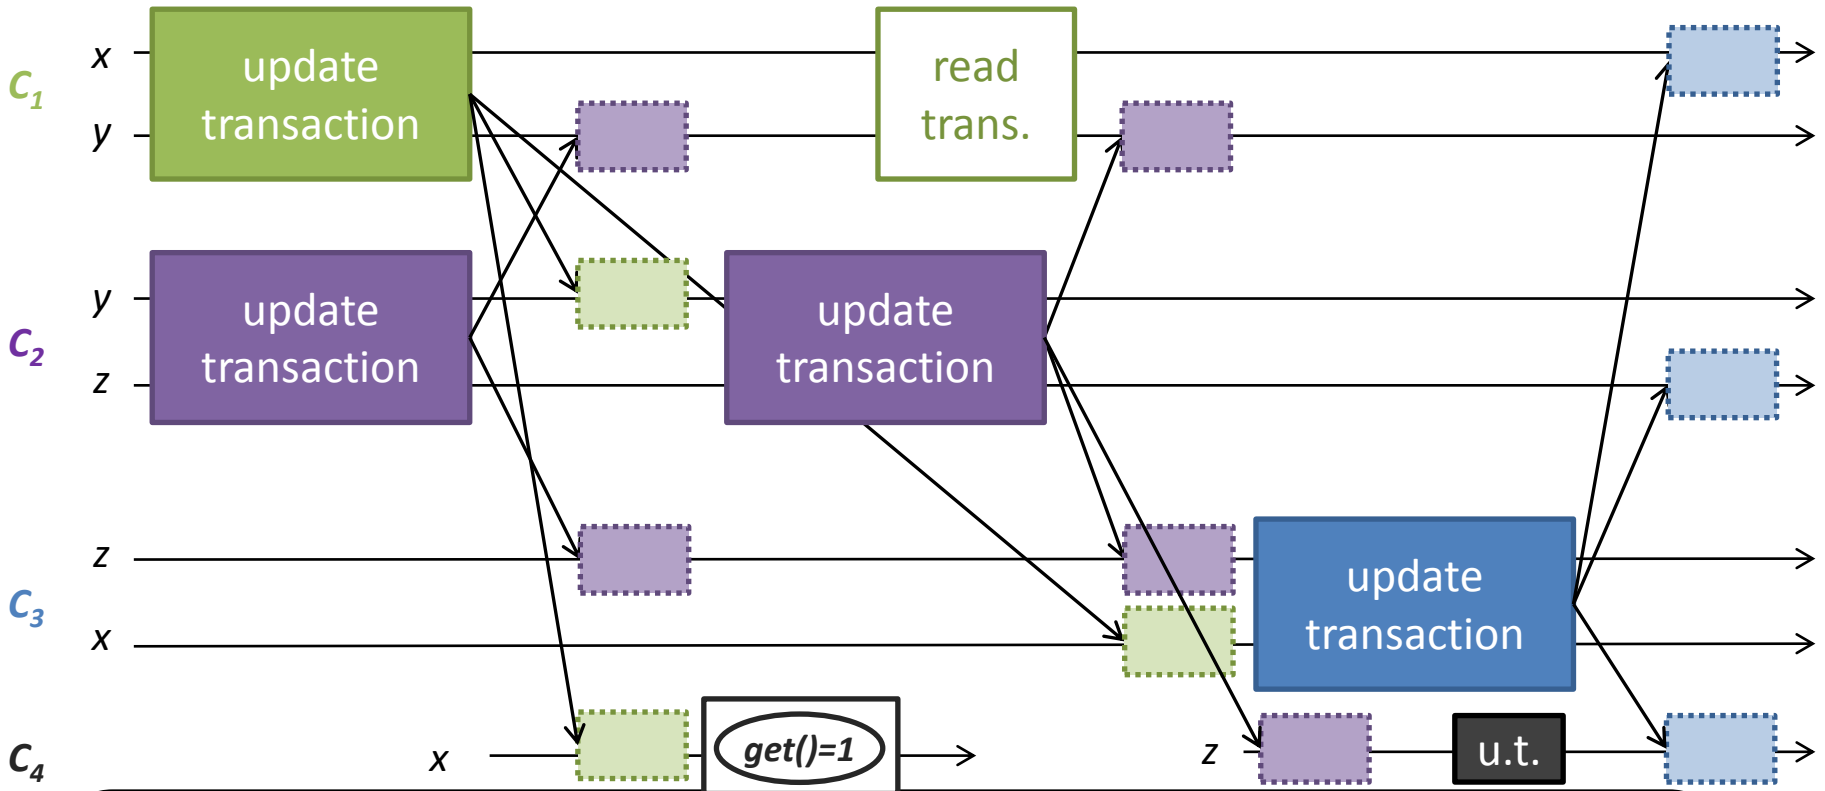 x
C1
update
transaction
read
trans.
y
y
C2
update
transaction
update
transaction
z
z
C3
update
transaction
x
C4
x
get()=1
z
u.t.